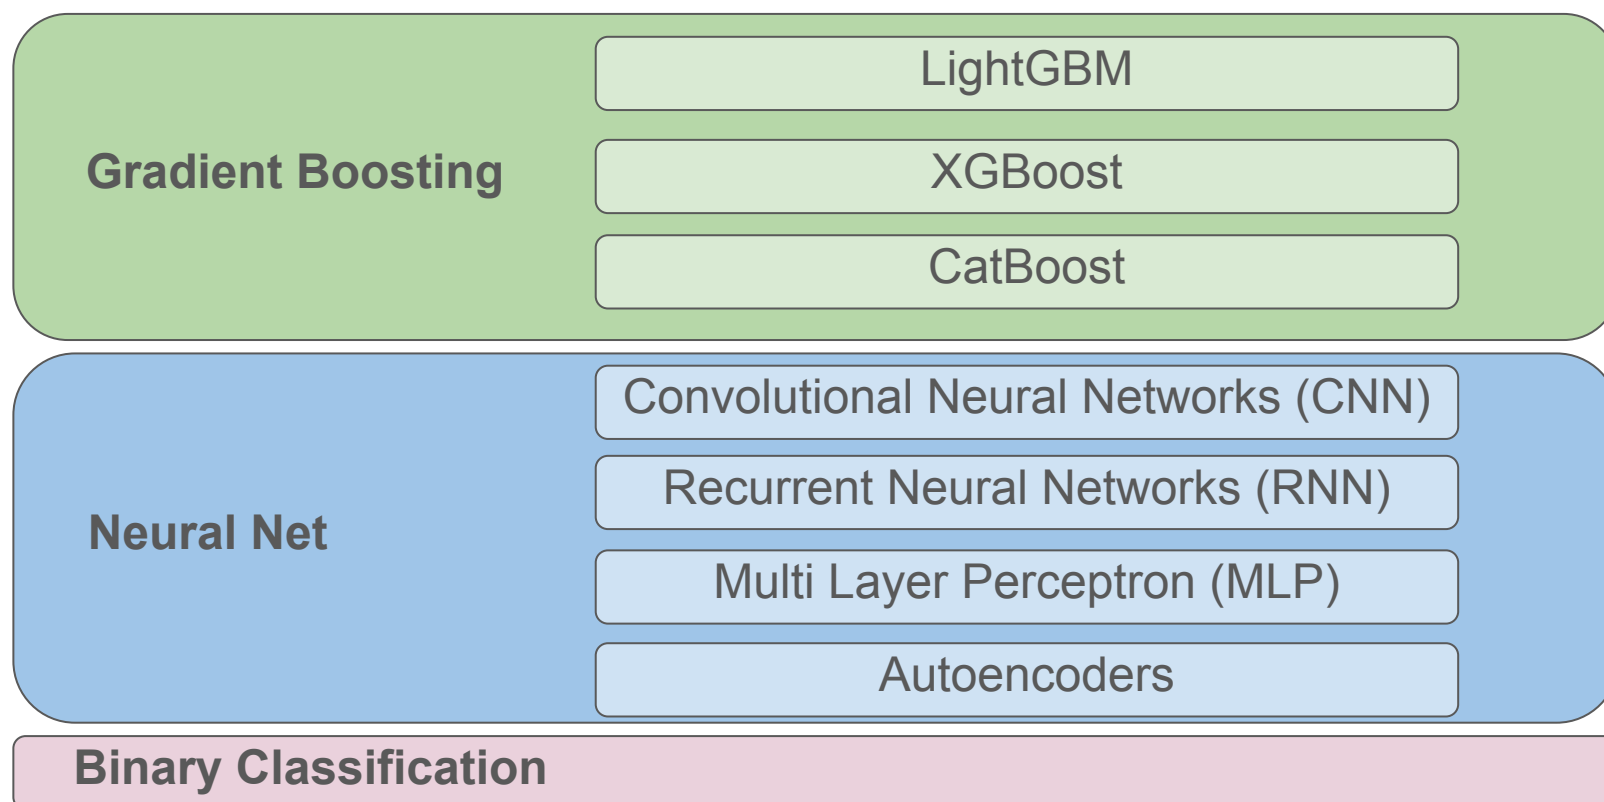 LightGBM
Gradient Boosting
XGBoost
CatBoost
Convolutional Neural Networks (CNN)
Recurrent Neural Networks (RNN)
Neural Net
Multi Layer Perceptron (MLP)
Autoencoders
Binary Classification